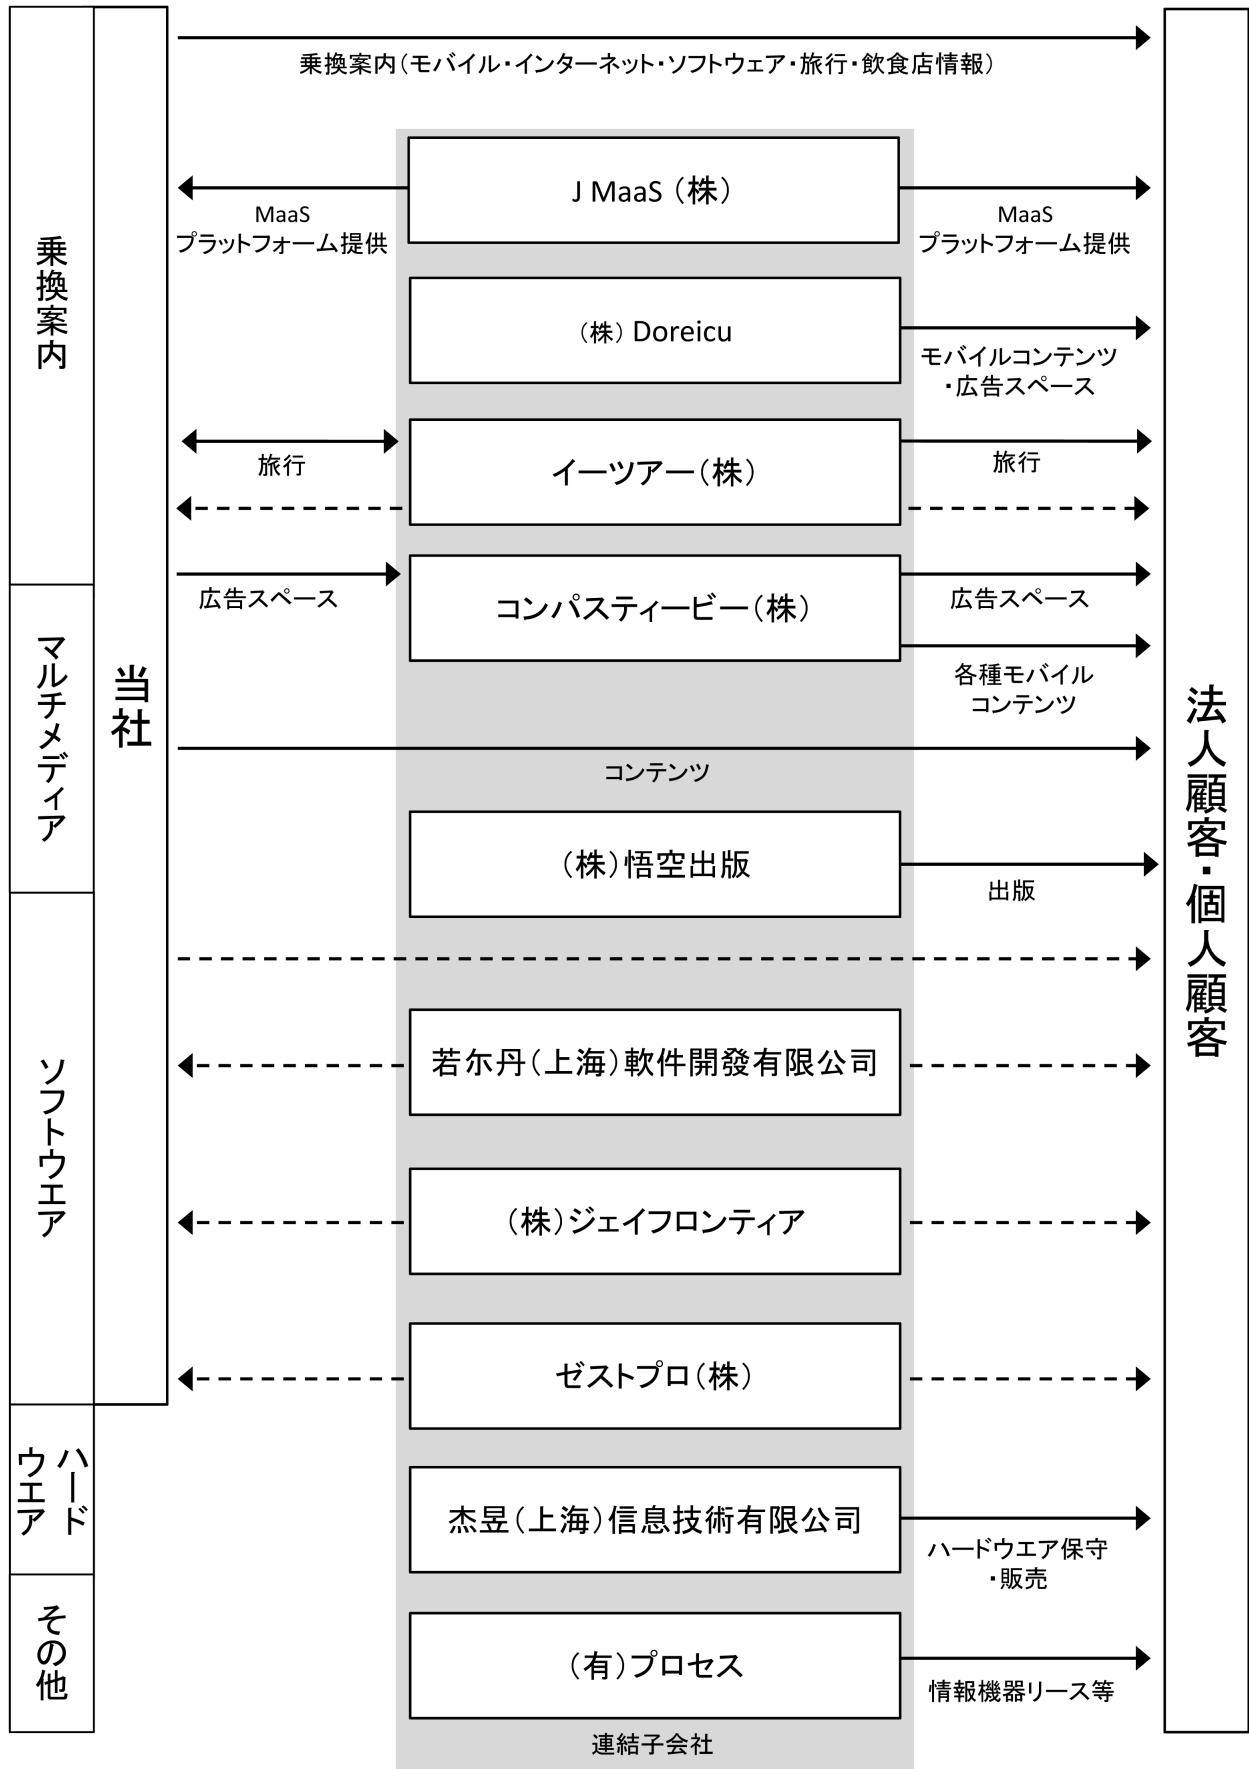 乗換案内(モバイル・インターネット・ソフトウェア・旅行・飲食店情報)
乗換案内
当社
J MaaS(株)
MaaS
プラットフォーム提供
MaaS
プラットフォーム提供
(株)Doreicu
モバイルコンテンツ
・広告スペース
イーツアー(株)
旅行
旅行
マルチメディア
コンパスティービー(株)
広告スペース
広告スペース
各種モバイル
コンテンツ
コンテンツ
(株)悟空出版
出版
ソフトウエア
若尔丹(上海)軟件開發有限公司
(株)ジェイフロンティア
ゼストプロ(株)
ハード
ウエア
杰昱(上海)信息技術有限公司
ハードウエア保守
・販売
その他
(有)プロセス
情報機器リース等
連結子会社
法人顧客・個人顧客